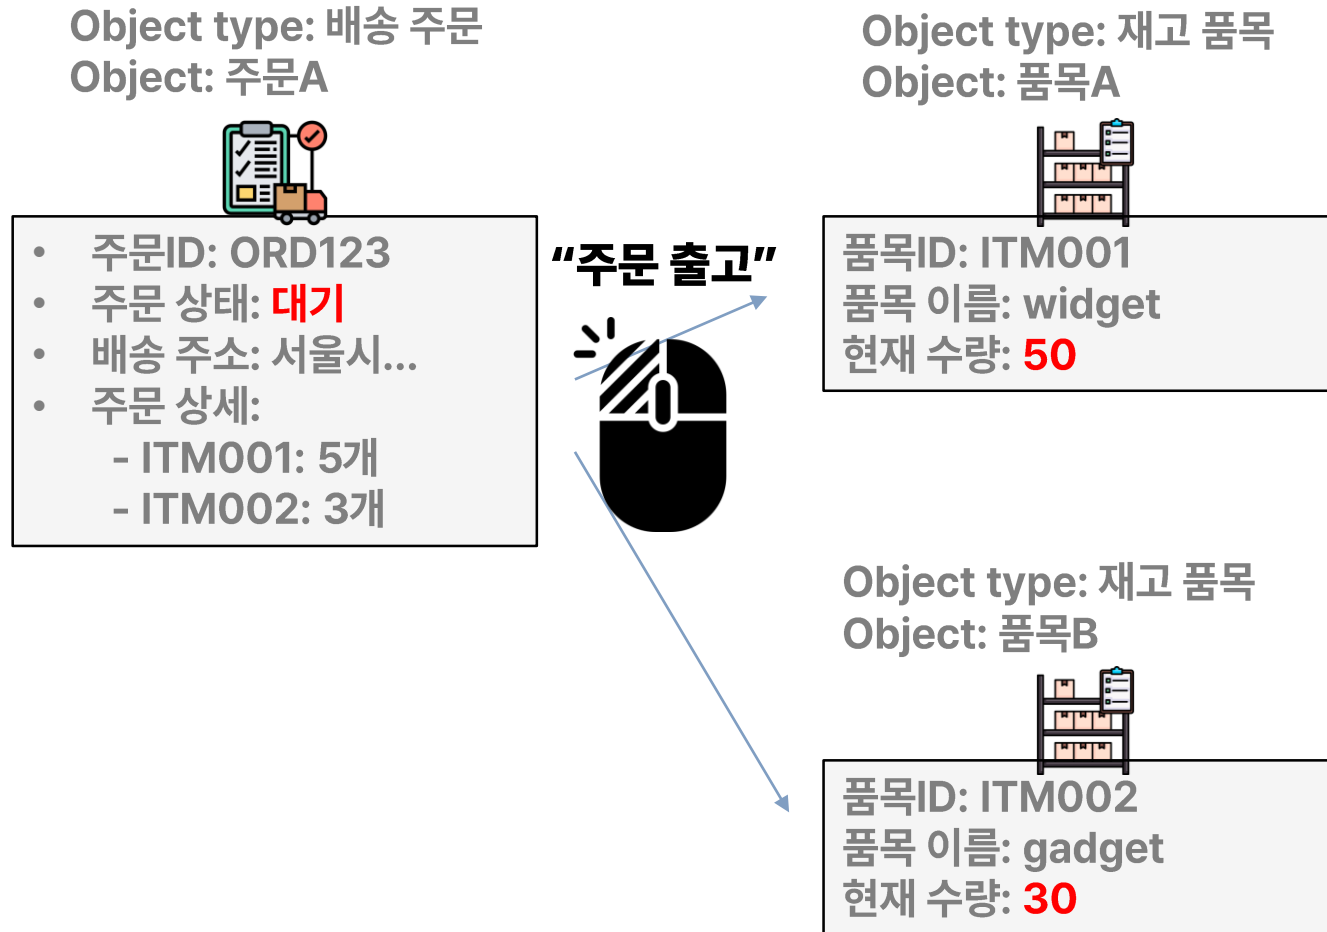 Object type: 배송 주문
Object: 주문A
• 주문ID: ORD123
• 주문 상태: 대기
• 배송 주소: 서울시...
• 주문 상세:
- ITM001: 5개
- ITM002: 3개
“주문 출고”
Object type: 재고 품목
Object: 품목A
품목ID: ITM001
품목 이름: widget
현재 수량: 50
Object type: 재고 품목
Object: 품목B
품목ID: ITM002
품목 이름: gadget
현재 수량: 30